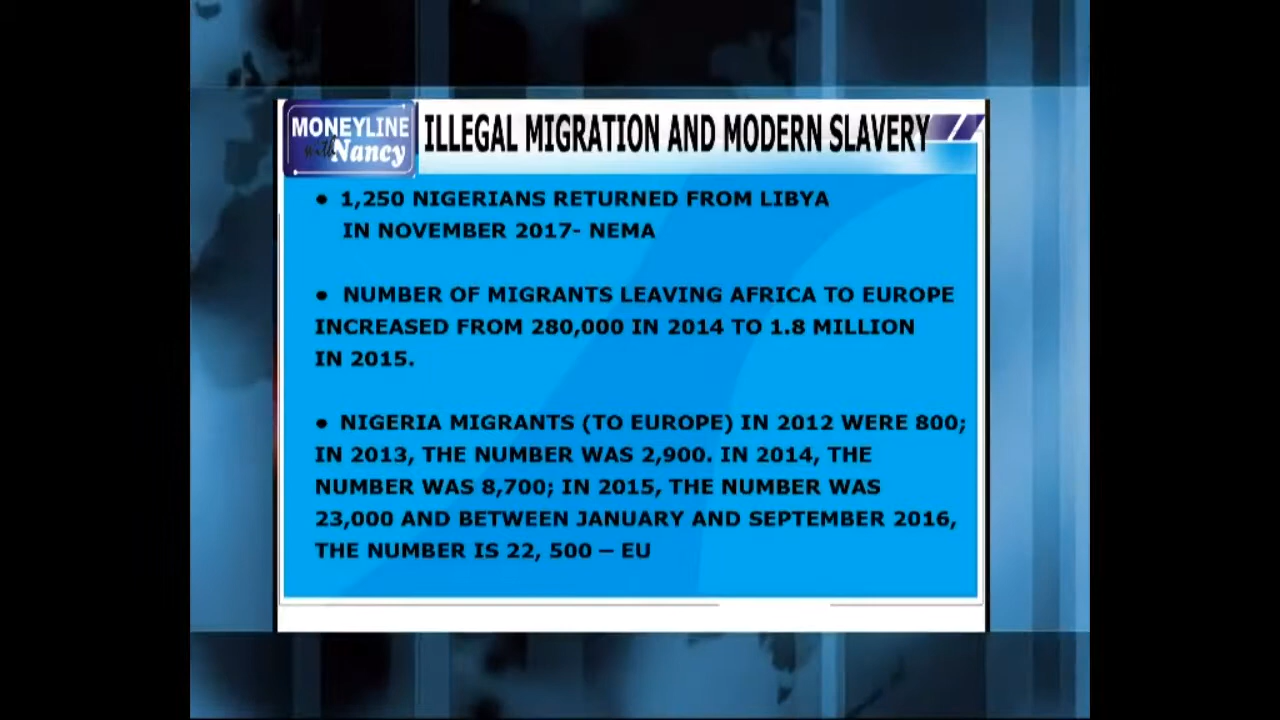 MONEYLINE
with Nancy
ILLEGAL MIGRATION AND MODERN SLAVERY
● 1,250 NIGERIANS RETURNED FROM LIBYA
IN NOVEMBER 2017- NEMA
● NUMBER OF MIGRANTS LEAVING AFRICA TO EUROPE
INCREASED FROM 280,000 IN 2014 TO 1.8 MILLION
IN 2015.
● NIGERIA MIGRANTS (TO EUROPE) IN 2012 WERE 800;
IN 2013, THE NUMBER WAS 2,900. IN 2014, THE
NUMBER WAS 8,700; IN 2015, THE NUMBER WAS
23,000 AND BETWEEN JANUARY AND SEPTEMBER 2016,
THE NUMBER IS 22, 500 – EU